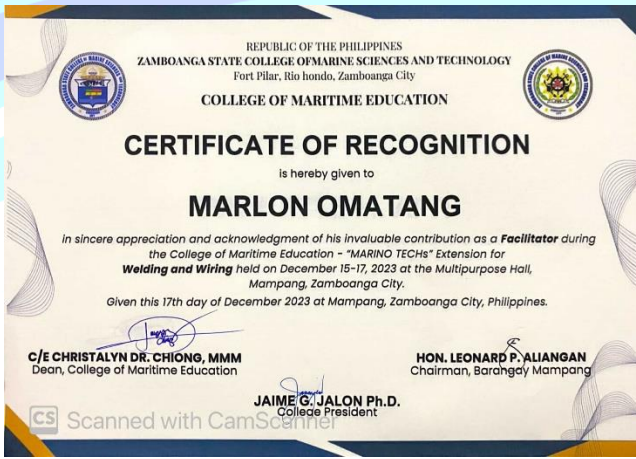 REPUBLIC OF THE PHILIPPINES
ZAMBOANGA STATE COLLEGE OFMARINE SCIENCES AND TECHNOLOGY
Fort Pilar, Rio hondo, Zamboanga City
COLLEGE OF MARITIME EDUCATION
CERTIFICATE OF RECOGNITION
is hereby given to
MARLON OMATANG
in sincere appreciation and acknowledgment of his invaluable contribution as a Facilitator during
the College of Maritime Education - "MARINO TECHs" Extension for
Welding and Wiring held on December 15-17, 2023 at the Multipurpose Hall,
Mampang, Zamboanga City.
Given this 17th day of December 2023 at Mampang, Zamboanga City, Philippines.
C/E CHRISTALYN DR. CHIONG, MMM
Dean, College of Maritime Education
HON. LEONARD P. ALIANGAN
Chairman, Barangay Mampang
JAIME G. JALON Ph.D.
College President
CS Scanned with CamScanner